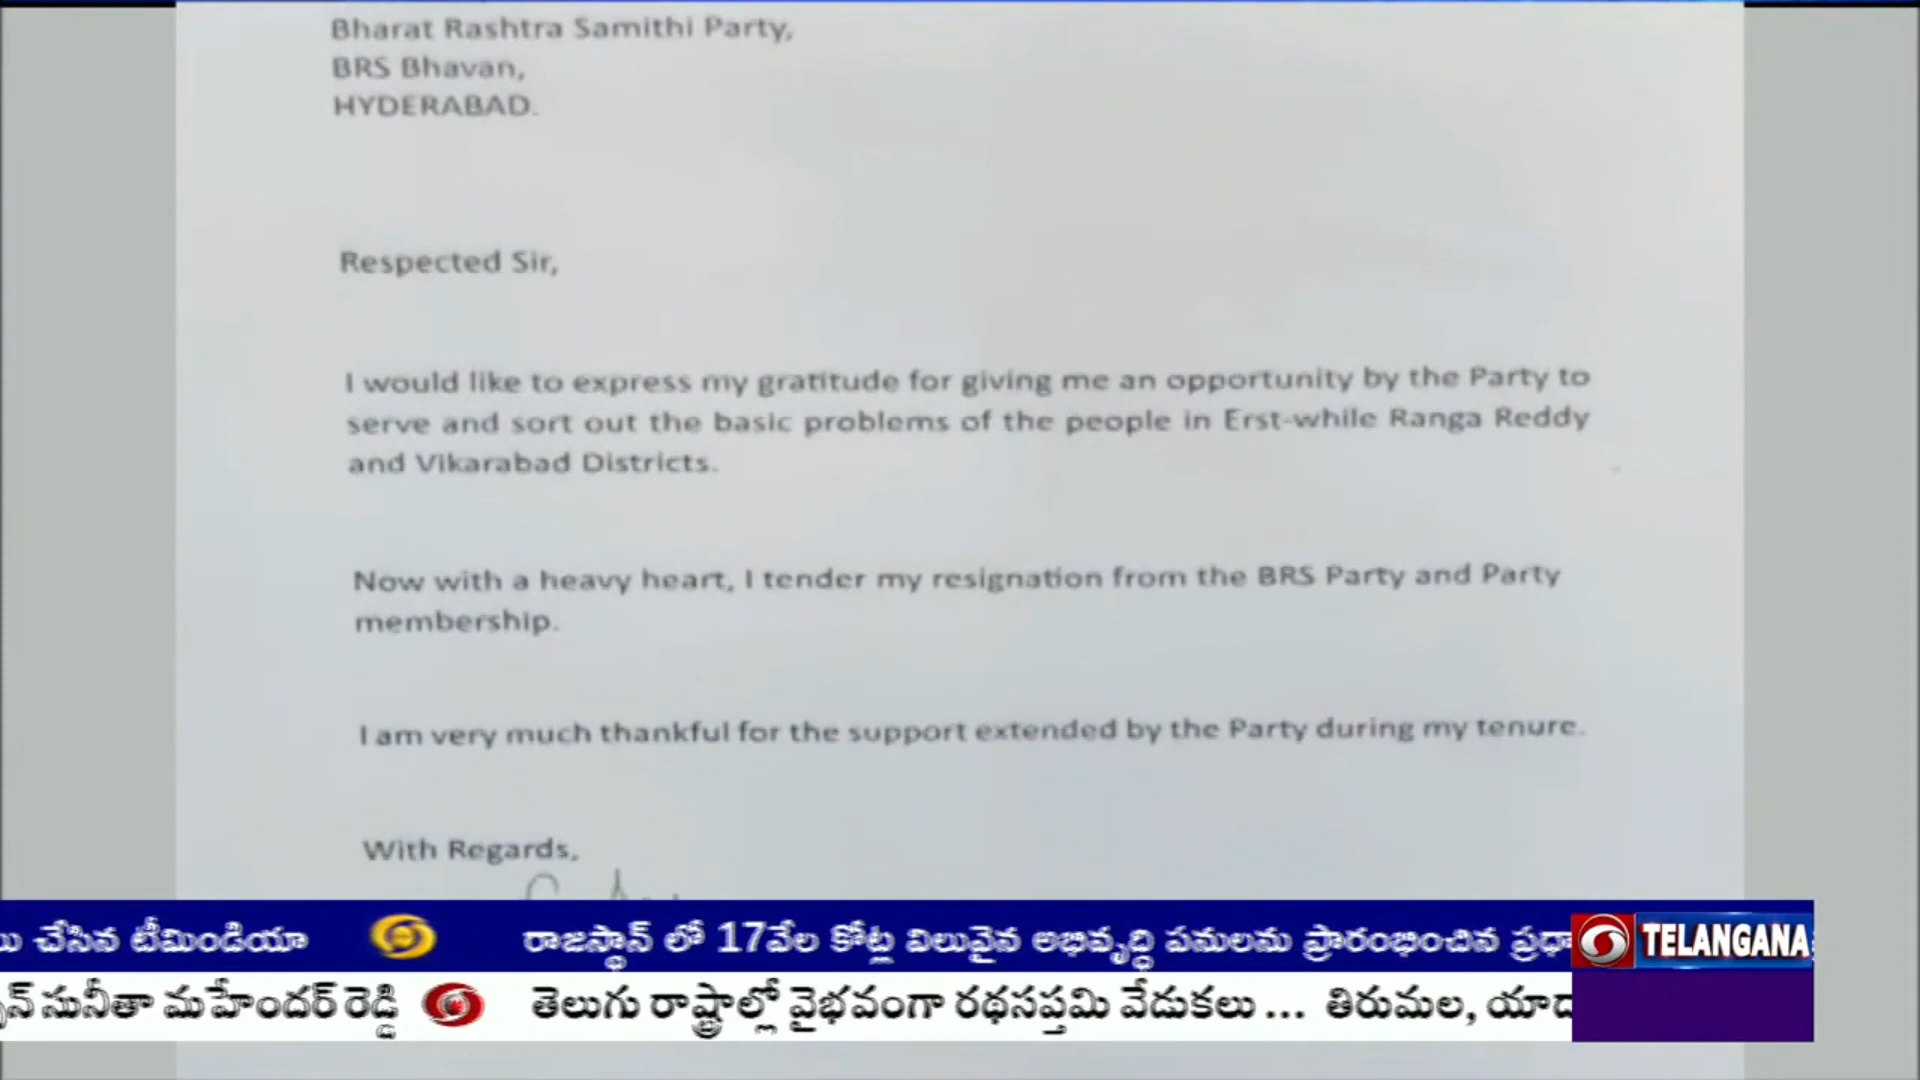 Bharat Rashtra Samithi Party,
BRS Bhavan,
HYDERABAD.
Respected Sir,
I would like to express my gratitude for giving me an opportunity by the Party to
serve and sort out the basic problems of the people in Erst-while Ranga Reddy
and Vikarabad Districts.
Now with a heavy heart, I tender my resignation from the BRS Party and Party
membership.
I am very much thankful for the support extended by the Party during my tenure.
With Regards,
చేసిన టీమిండియా రాజస్థాన్ లో 17వేల కోట్ల విలువైన అభివృద్ధి పనులను ప్రారంభించిన
TELANGANA
సునీతా మహేందర్ రెడ్డి తెలుగు రాష్ట్రాల్లో వైభవంగా రథసప్తమి వేడుకలు... తిరుమల,